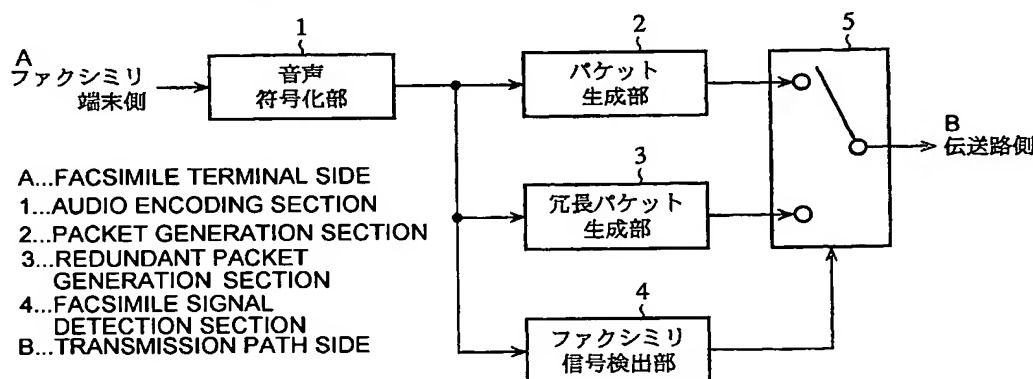 1
A
ファクシミリ
端末側
音声
符号化部
2
パケット
生成部
5
B
伝送路側
3
冗長パケット
生成部
4
ファクシミリ
信号検出部
A...FACSIMILE TERMINAL SIDE
1...AUDIO ENCODING SECTION
2...PACKET GENERATION SECTION
3...REDUNDANT PACKET
GENERATION SECTION
4...FACSIMILE SIGNAL
DETECTION SECTION
B...TRANSMISSION PATH SIDE